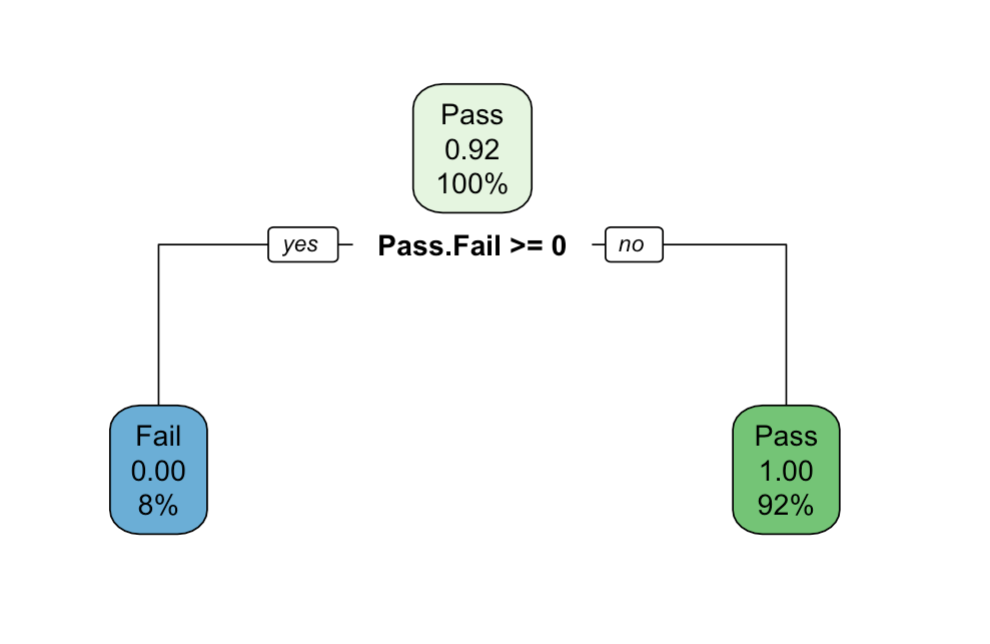 Pass
0.92
100%
yes
Pass.Fail >= 0
no
Fail
0.00
8%
Pass
1.00
92%